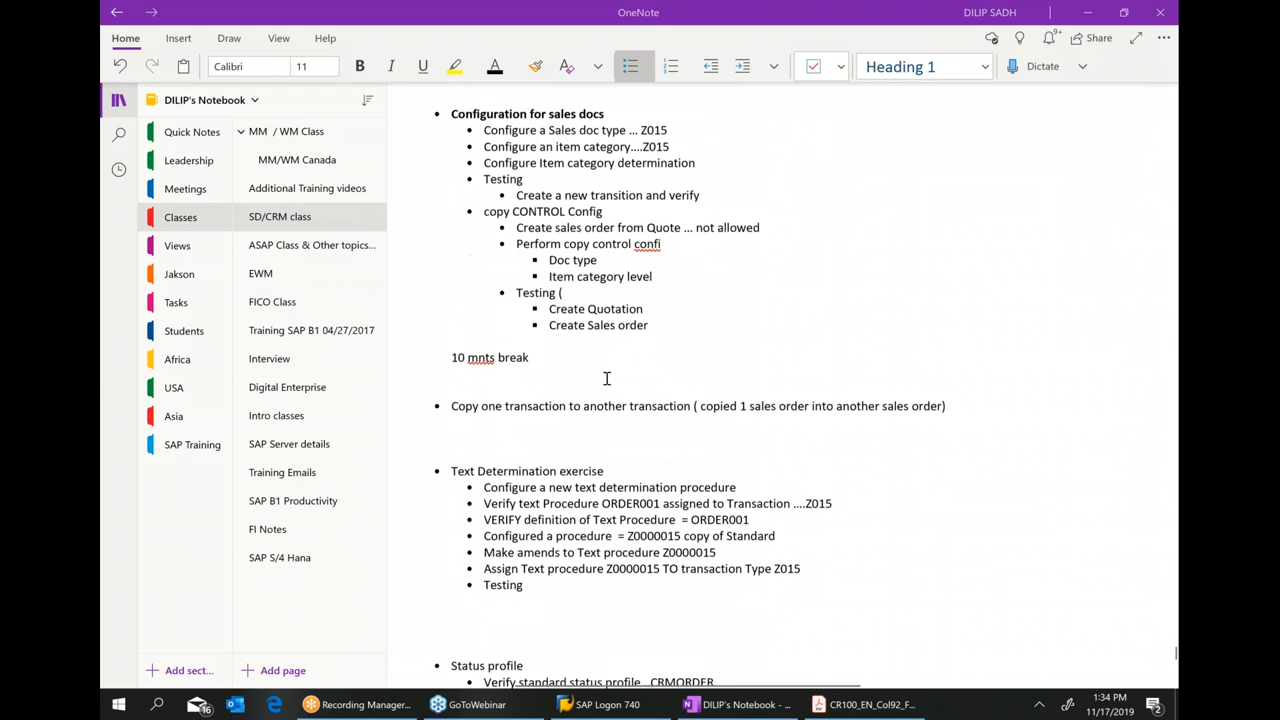 OneNote
DILIP SADH
Home Insert Draw View Help
9+ Share
Calibri 11 B I U A Heading 1 Dictate
DILIP's Notebook
Quick Notes
Leadership
Meetings
Classes
Views
Jakson
Tasks
Students
Africa
USA
Asia
SAP Training
Add sect...
MM / WM Class
MM/WM Canada
Additional Training videos
SD/CRM class
ASAP Class & Other topics...
EWM
FICO Class
Training SAP B1 04/27/2017
Interview
Digital Enterprise
Intro classes
SAP Server details
Training Emails
SAP B1 Productivity
FI Notes
SAP S/4 Hana
Add page
Configuration for sales docs
Configure a Sales doc type ... Z015
Configure an item category....Z015
Configure Item category determination
Testing
Create a new transition and verify
copy CONTROL Config
Create sales order from Quote ... not allowed
Perform copy control confi
Doc type
Item category level
Testing (
Create Quotation
Create Sales order
10 mnts break
Copy one transaction to another transaction ( copied 1 sales order into another sales order)
Text Determination exercise
Configure a new text determination procedure
Verify text Procedure ORDER001 assigned to Transaction ....Z015
VERIFY definition of Text Procedure = ORDER001
Configured a procedure = Z0000015 copy of Standard
Make amends to Text procedure Z0000015
Assign Text procedure Z0000015 TO transaction Type Z015
Testing
Status profile
Verify standard status profile CRMORDER
16 Recording Manager... GoToWebinar SAP Logon 740 DILIP's Notebook - ... CR100_EN_Col92_F... 1:34 PM
11/17/2019 2